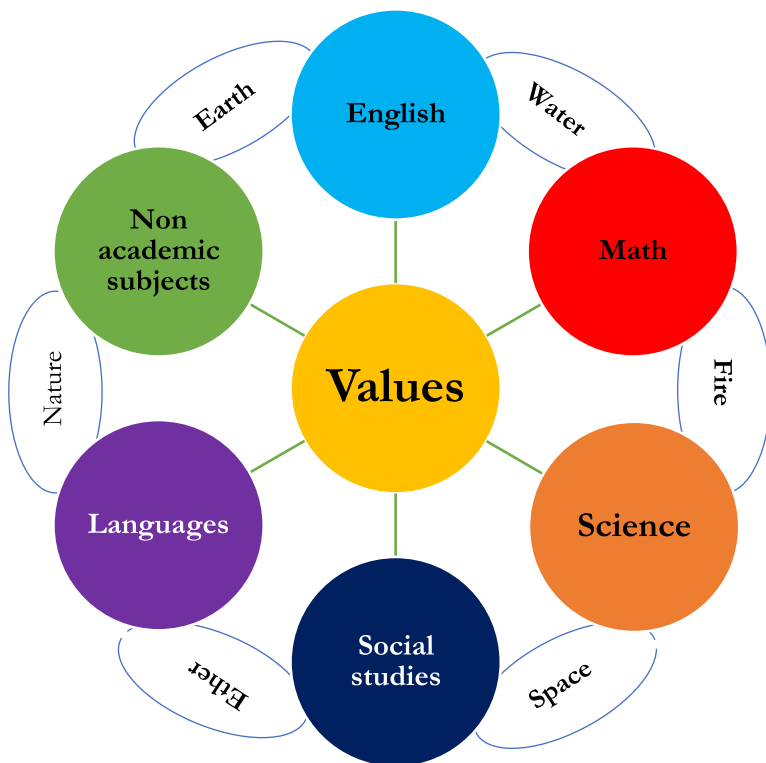 English
Earth
Water
Non
academic
subjects
Math
Nature
Values
Fire
Languages
Science
Social
studies
Ether
Space